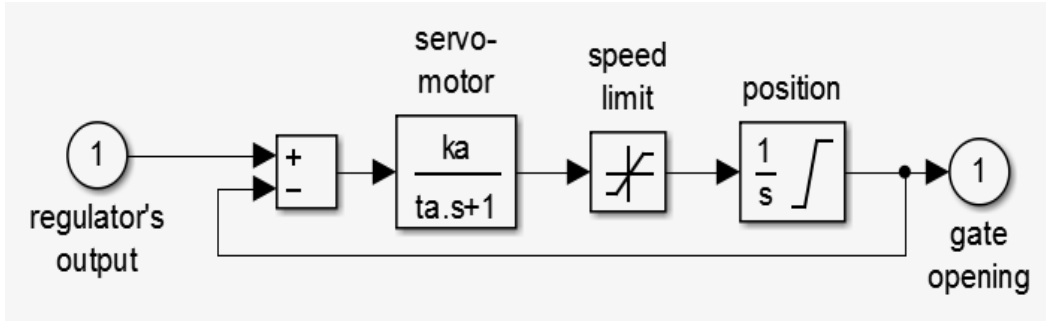 servo-
motor
speed
limit
position
1
regulator's
output
+
−
ka
ta.s+1
1
s
1
gate
opening